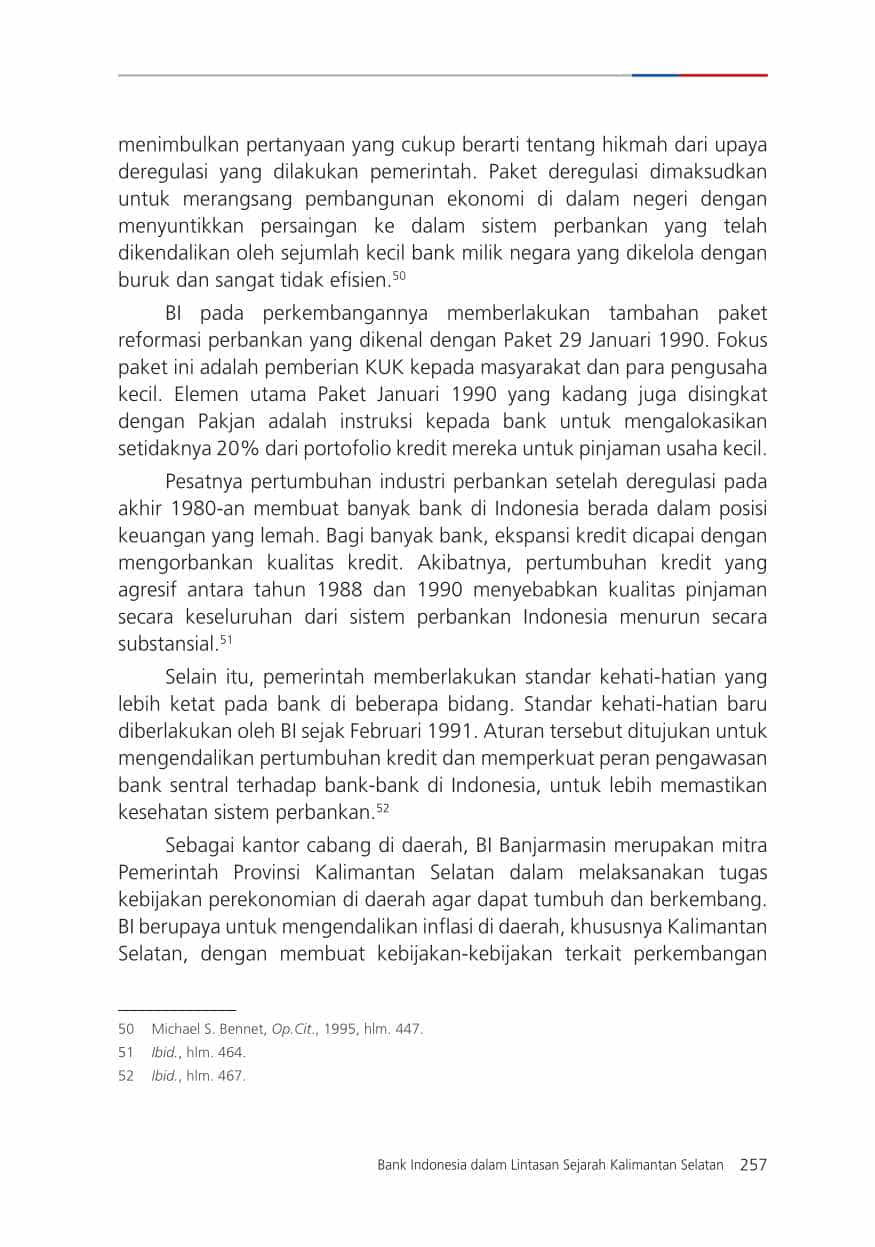 menimbulkan pertanyaan yang cukup berarti tentang hikmah dari upaya
deregulasi yang dilakukan pemerintah. Paket deregulasi dimaksudkan
untuk merangsang pembangunan ekonomi di dalam negeri dengan
menyuntikkan persaingan ke dalam sistem perbankan yang telah
dikendalikan oleh sejumlah kecil bank milik negara yang dikelola dengan
buruk dan sangat tidak efisien.50
BI pada perkembangannya memberlakukan tambahan paket
reformasi perbankan yang dikenal dengan Paket 29 Januari 1990. Fokus
paket ini adalah pemberian KUK kepada masyarakat dan para pengusaha
kecil. Elemen utama Paket Januari 1990 yang kadang juga disingkat
dengan Pakjan adalah instruksi kepada bank untuk mengalokasikan
setidaknya 20% dari portofolio kredit mereka untuk pinjaman usaha kecil.
Pesatnya pertumbuhan industri perbankan setelah deregulasi pada
akhir 1980-an membuat banyak bank di Indonesia berada dalam posisi
keuangan yang lemah. Bagi banyak bank, ekspansi kredit dicapai dengan
mengorbankan kualitas kredit. Akibatnya, pertumbuhan kredit yang
agresif antara tahun 1988 dan 1990 menyebabkan kualitas pinjaman
secara keseluruhan dari sistem perbankan Indonesia menurun secara
substansial.51
Selain itu, pemerintah memberlakukan standar kehati-hatian yang
lebih ketat pada bank di beberapa bidang. Standar kehati-hatian baru
diberlakukan oleh BI sejak Februari 1991. Aturan tersebut ditujukan untuk
mengendalikan pertumbuhan kredit dan memperkuat peran pengawasan
bank sentral terhadap bank-bank di Indonesia, untuk lebih memastikan
kesehatan sistem perbankan.52
Sebagai kantor cabang di daerah, BI Banjarmasin merupakan mitra
Pemerintah Provinsi Kalimantan Selatan dalam melaksanakan tugas
kebijakan perekonomian di daerah agar dapat tumbuh dan berkembang.
BI berupaya untuk mengendalikan inflasi di daerah, khususnya Kalimantan
Selatan, dengan membuat kebijakan-kebijakan terkait perkembangan
50 Michael S. Bennet, Op.Cit., 1995, hlm. 447.
51 Ibid., hlm. 464.
52 Ibid., hlm. 467.
Bank Indonesia dalam Lintasan Sejarah Kalimantan Selatan 257